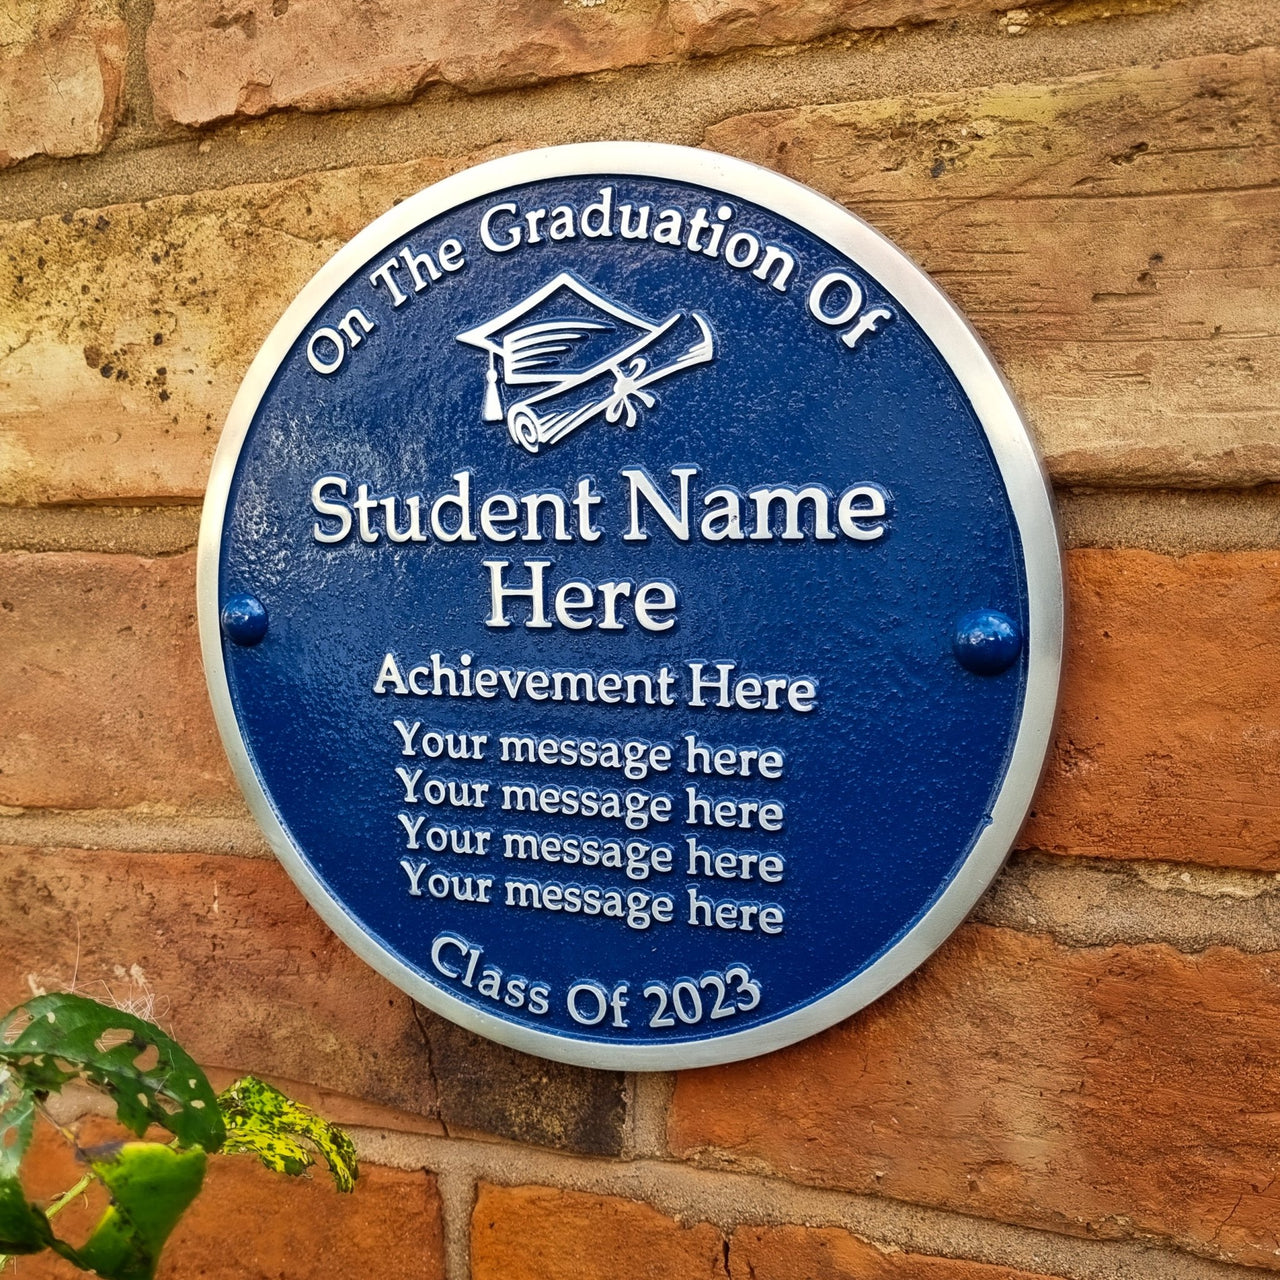 On The Graduation Of
Student Name
Here
Achievement Here
Your message here
Your message here
Your message here
Your message here
Class Of 2023